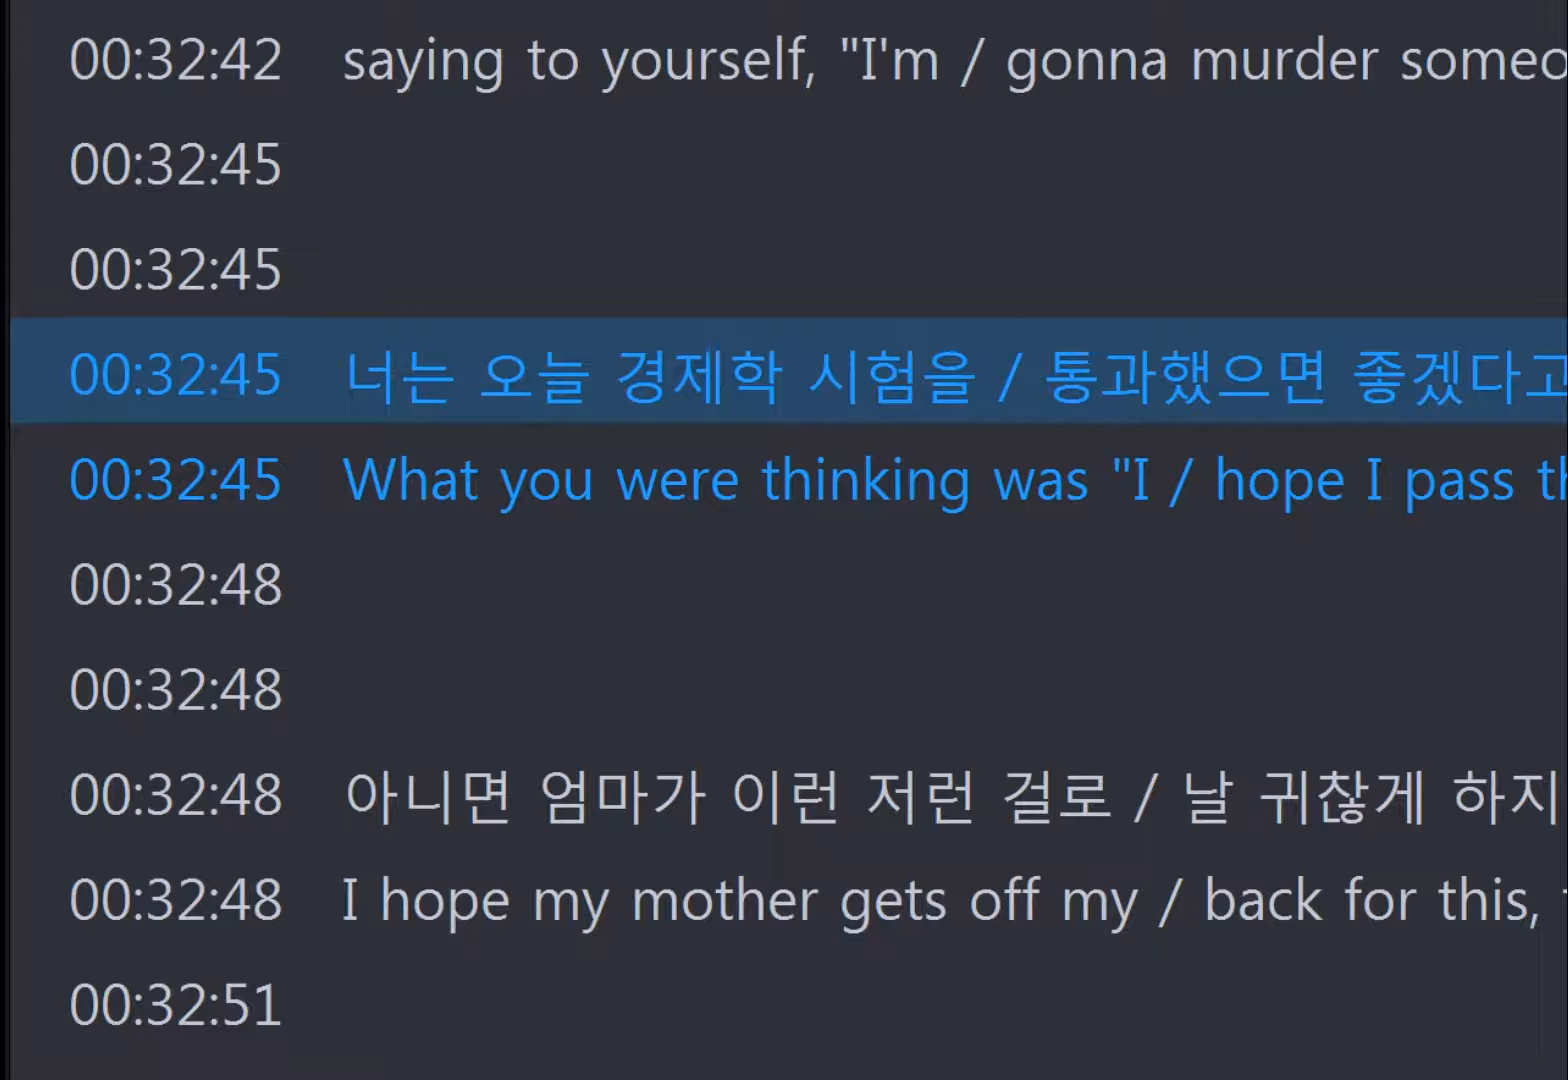 00:32:42 saying to yourself, "I'm / gonna murder someo
00:32:45
00:32:45
00:32:45 너는 오늘 경제학 시험을 / 통과했으면 좋겠다고
00:32:45 What you were thinking was "I / hope I pass th
00:32:48
00:32:48
00:32:48 아니면 엄마가 이런 저런 걸로 / 날 귀찮게 하지
00:32:48 I hope my mother gets off my / back for this,
00:32:51